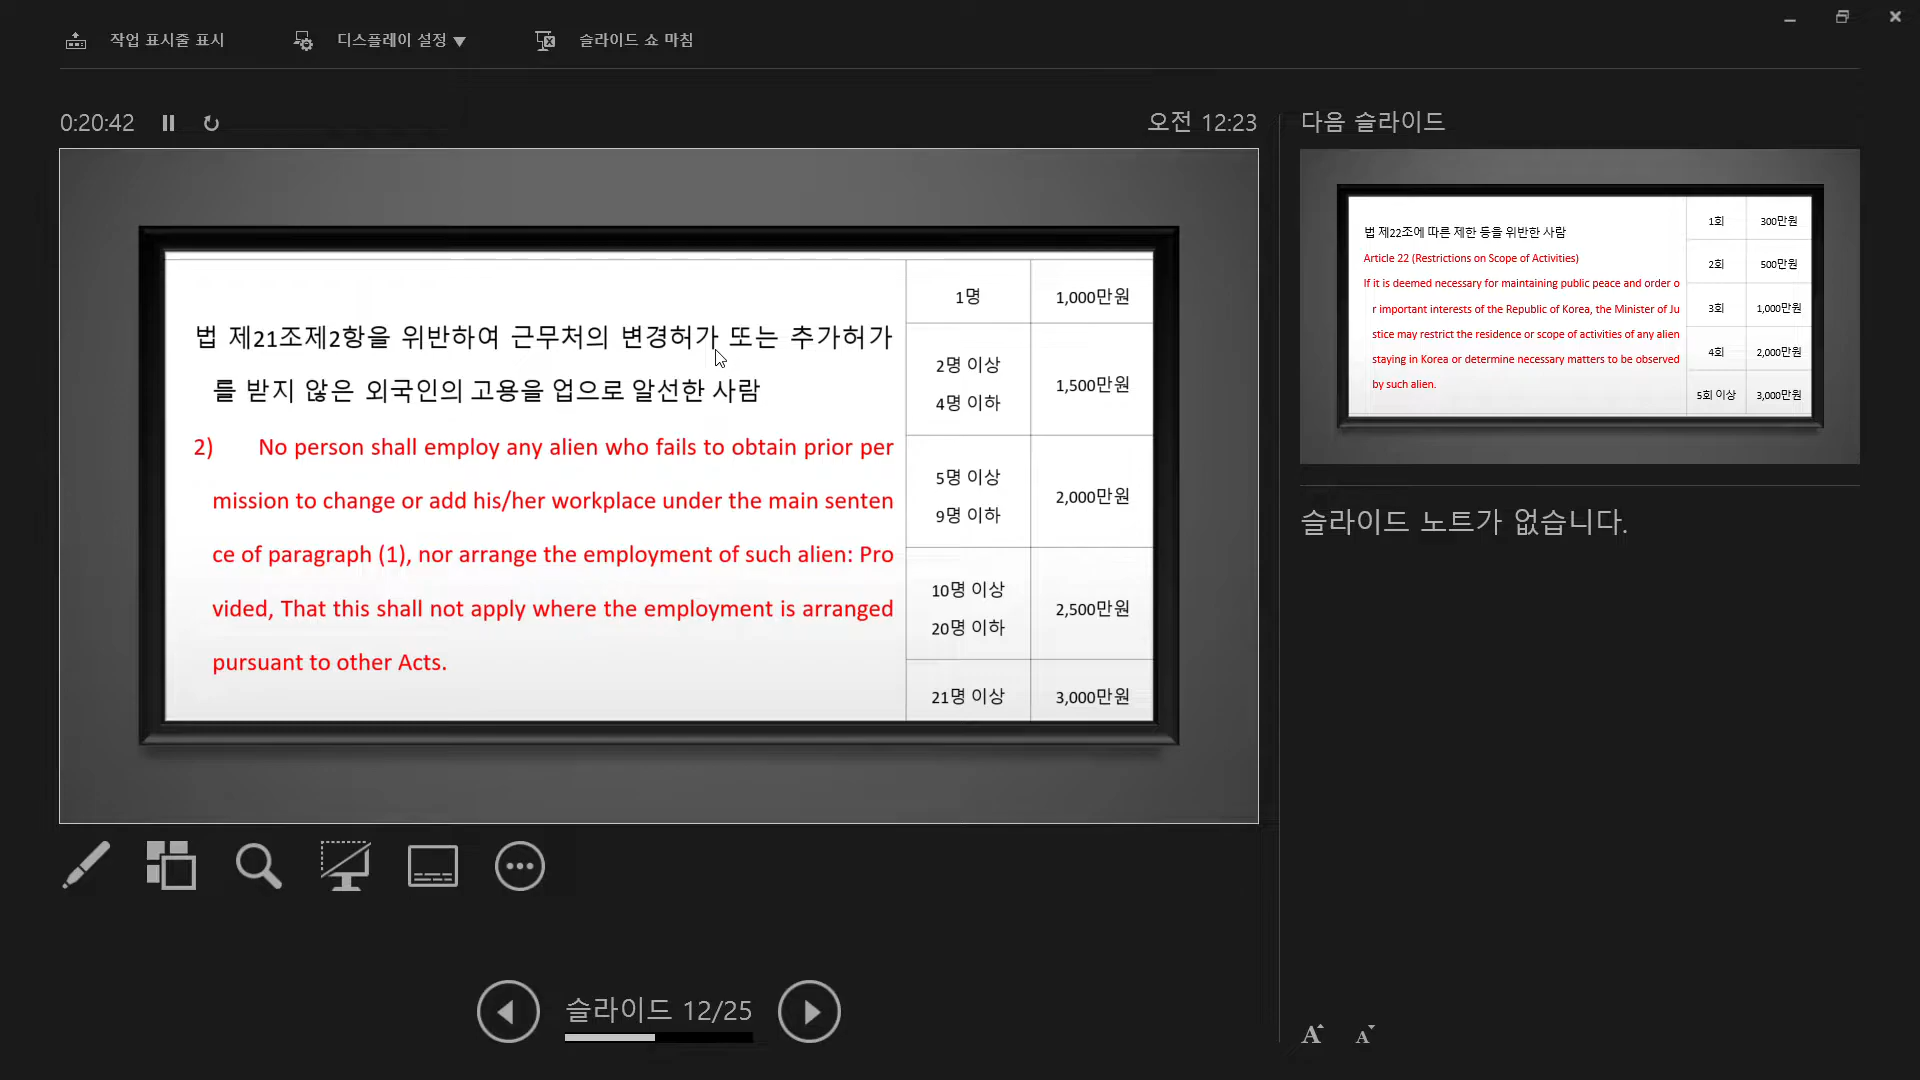 작업 표시줄 표시
디스플레이 설정 ▼
슬라이드 쇼 마침
0:20:42
오전 12:23
법 제21조제2항을 위반하여 근무처의 변경허가 또는 추가허가
를 받지 않은 외국인의 고용을 업으로 알선한 사람
2) No person shall employ any alien who fails to obtain prior per
mission to change or add his/her workplace under the main senten
ce of paragraph (1), nor arrange the employment of such alien: Pro
vided, That this shall not apply where the employment is arranged
pursuant to other Acts.
1명 1,000만원
2명 이상
4명 이하
1,500만원
5명 이상
9명 이하
2,000만원
10명 이상
20명 이하
2,500만원
21명 이상 3,000만원
슬라이드 12/25
다음 슬라이드
법 제22조에 따른 제한 등을 위반한 사람
Article 22 (Restrictions on Scope of Activities)
If it is deemed necessary for maintaining public peace and order o
r important interests of the Republic of Korea, the Minister of Ju
stice may restrict the residence or scope of activities of any alien
staying in Korea or determine necessary matters to be observed
by such alien.
1회 300만원
2회 500만원
3회 1,000만원
4회 2,000만원
5회 이상 3,000만원
슬라이드 노트가 없습니다.
A A